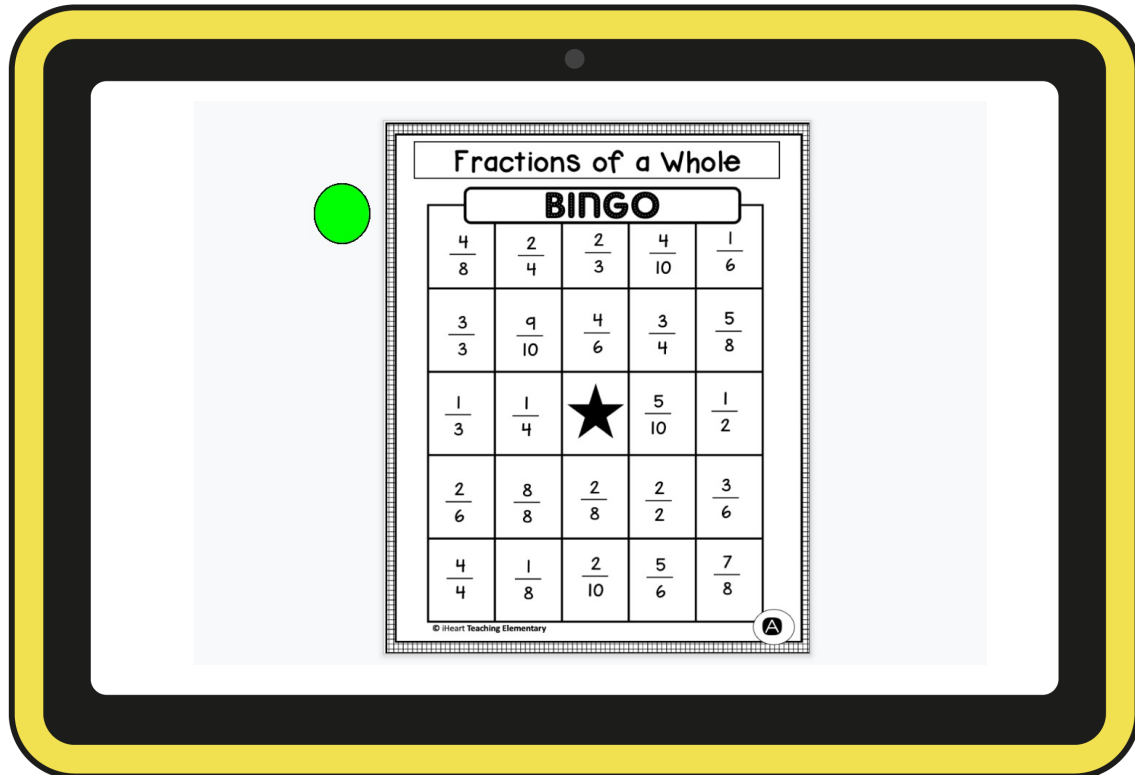 Fractions of a Whole
BINGO
4/8 2/4 2/3 4/10 1/6
3/3 9/10 4/6 3/4 5/8
1/3 1/4 5/10 1/2
2/6 8/8 2/8 2/2 3/6
4/4 1/8 2/10 5/6 7/8
© iHeart Teaching Elementary
A